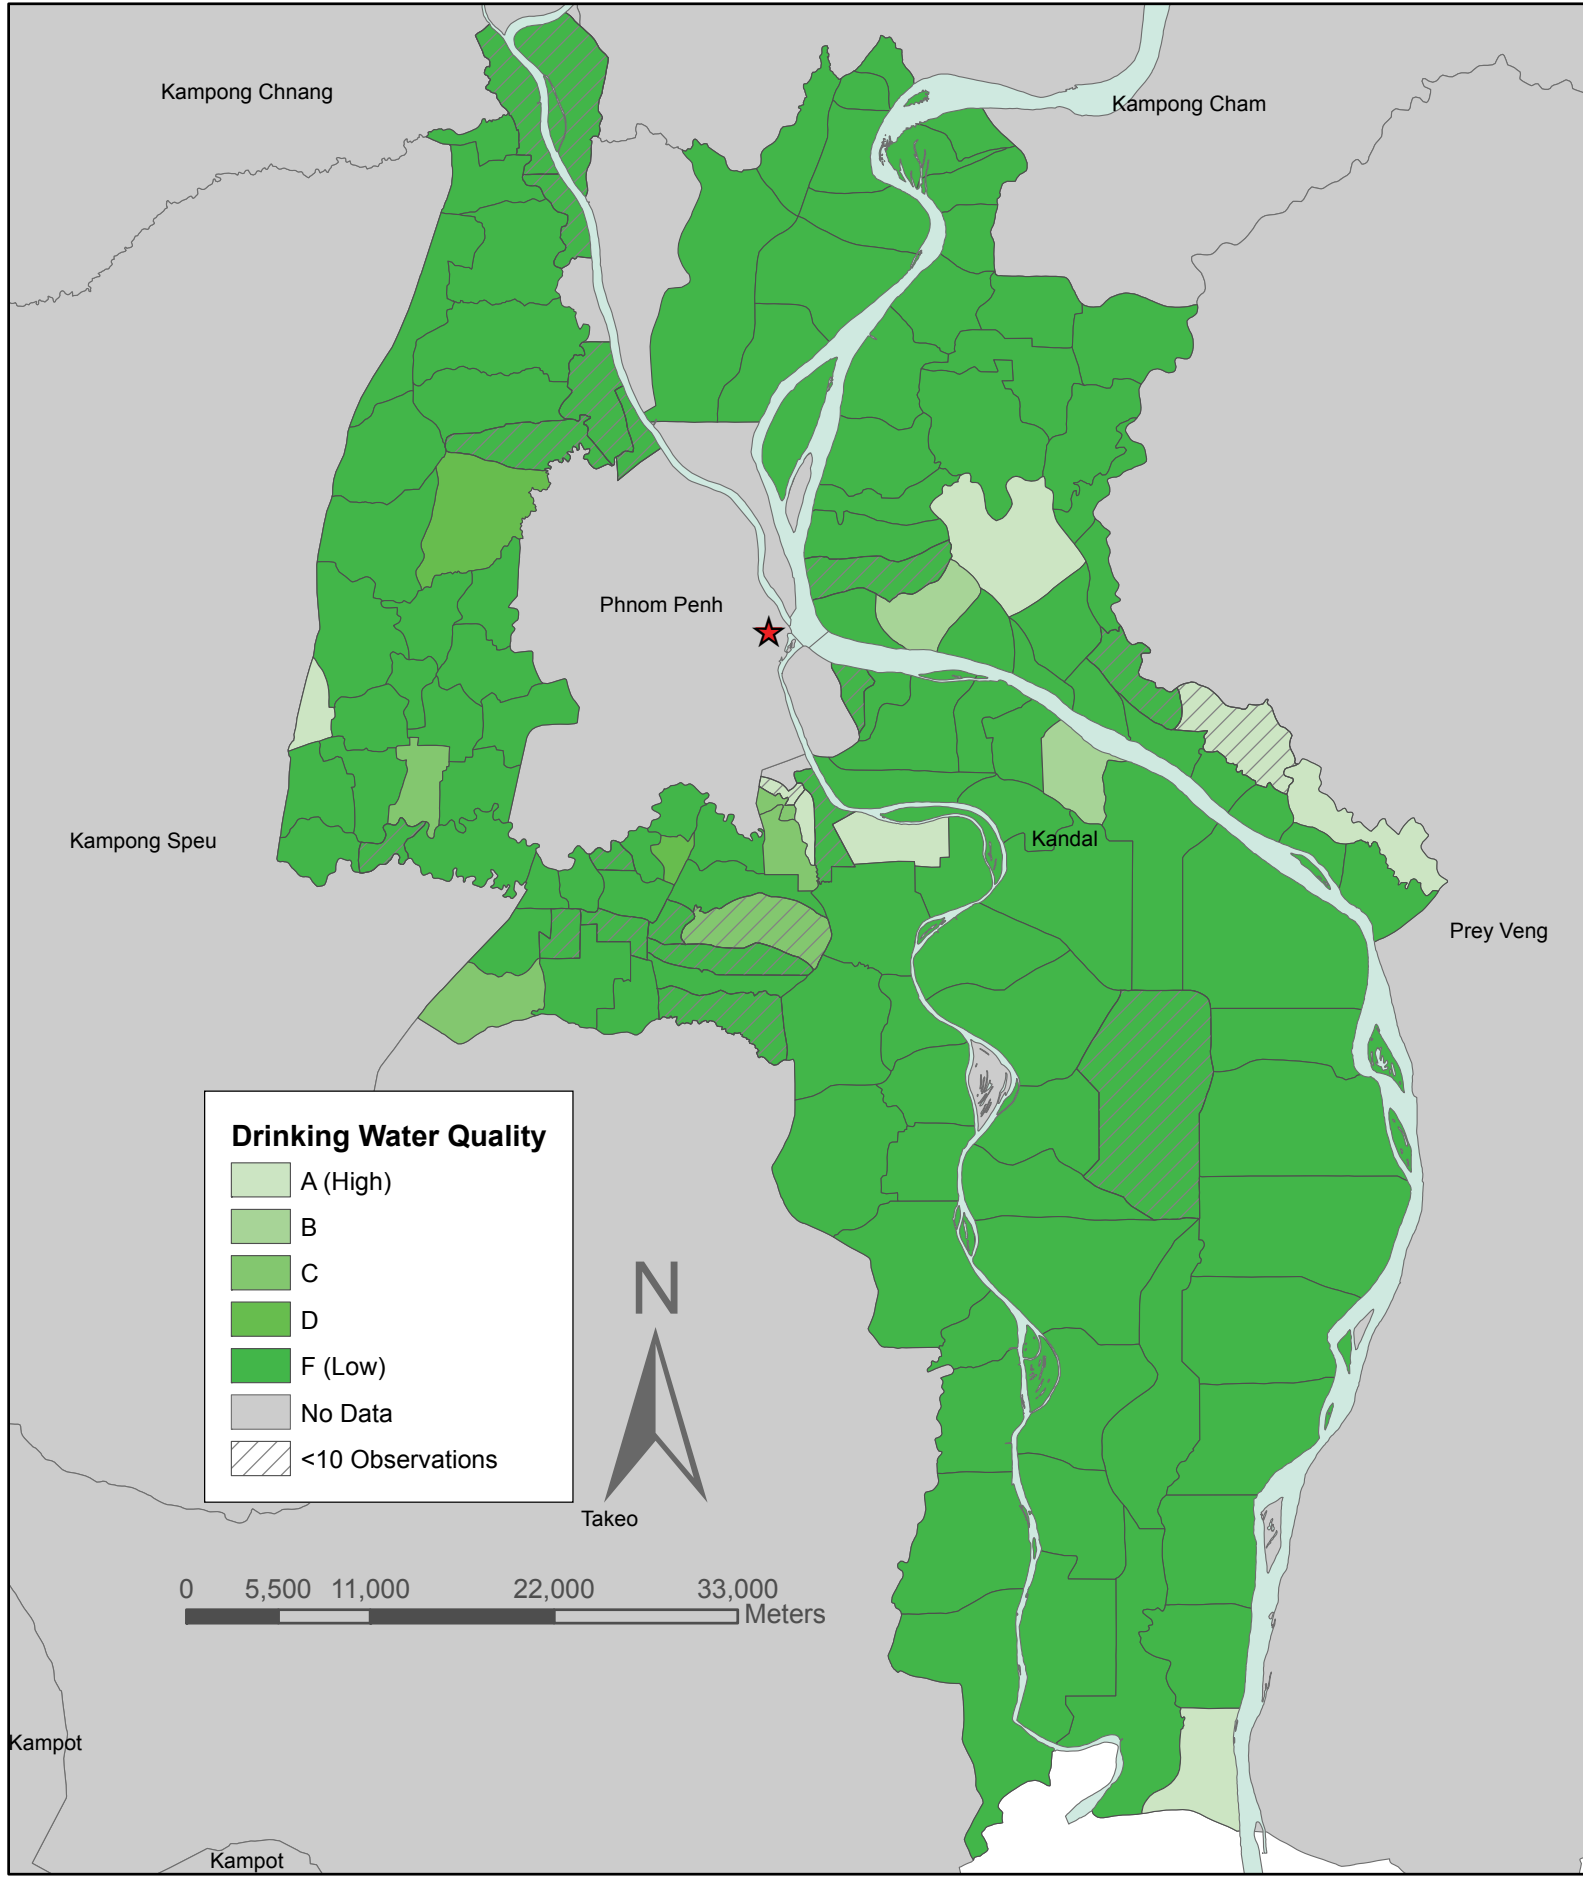 Kampong Chnang
Kampong Cham
Phnom Penh
Kampong Speu
Kandal
Prey Veng
Drinking Water Quality
A (High)
B
C
D
F (Low)
No Data
<10 Observations
N
Takeo
0 5,500 11,000 22,000 33,000
Meters
Kampot
Kampot